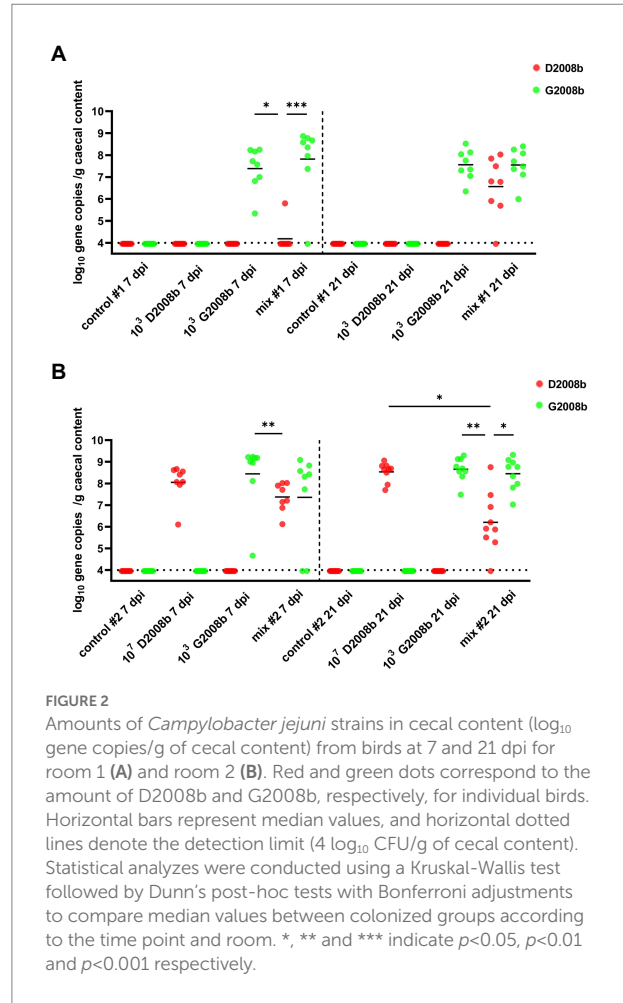 A
D2008b
G2008b
* ***
log₁₀ gene copies /g caecal content
10
9
8
7
6
5
4
control #1 7 dpi
10³ D2008b 7 dpi
10³ G2008b 7 dpi
mix #1 7 dpi
control #1 21 dpi
10³ D2008b 21 dpi
10³ G2008b 21 dpi
mix #1 21 dpi
B
D2008b
G2008b
*
** ** *
log₁₀ gene copies /g caecal content
10
9
8
7
6
5
4
control #2 7 dpi
10⁷ D2008b 7 dpi
10³ G2008b 7 dpi
mix #2 7 dpi
control #2 21 dpi
10⁷ D2008b 21 dpi
10³ G2008b 21 dpi
mix #2 21 dpi
FIGURE 2
Amounts of Campylobacter jejuni strains in cecal content (log₁₀
gene copies/g of cecal content) from birds at 7 and 21 dpi for
room 1 (A) and room 2 (B). Red and green dots correspond to the
amount of D2008b and G2008b, respectively, for individual birds.
Horizontal bars represent median values, and horizontal dotted
lines denote the detection limit (4 log₁₀ CFU/g of cecal content).
Statistical analyzes were conducted using a Kruskal-Wallis test
followed by Dunn’s post-hoc tests with Bonferroni adjustments
to compare median values between colonized groups according
to the time point and room. *, ** and *** indicate p<0.05, p<0.01
and p<0.001 respectively.